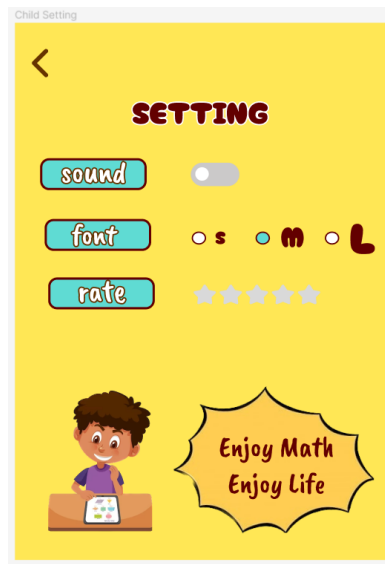 Child Setting
SETTING
sound
font s m L
rate
Enjoy Math
Enjoy Life